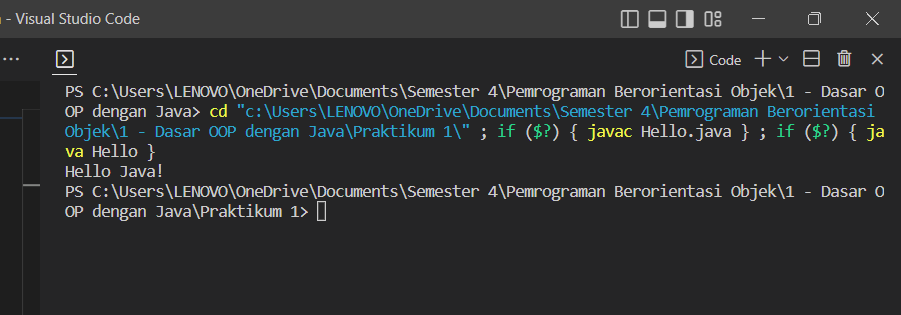 - Visual Studio Code
Code
PS C:\Users\LENOVO\OneDrive\Documents\Semester 4\Pemrograman Berorientasi Objek\1 - Dasar O
OP dengan Java> cd "c:\Users\LENOVO\OneDrive\Documents\Semester 4\Pemrograman Berorientasi
Objek\1 - Dasar OOP dengan Java\Praktikum 1\" ; if ($?) { javac Hello.java } ; if ($?) { ja
va Hello }
Hello Java!
PS C:\Users\LENOVO\OneDrive\Documents\Semester 4\Pemrograman Berorientasi Objek\1 - Dasar O
OP dengan Java\Praktikum 1>